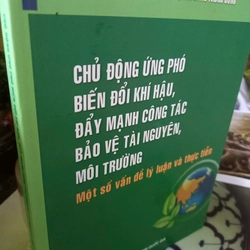 CHỦ ĐỘNG ỨNG PHÓ
BIẾN ĐỔI KHÍ HẬU,
ĐẨY MẠNH CÔNG TÁC
BẢO VỆ TÀI NGUYÊN,
MÔI TRƯỜNG
Một số vấn đề lý luận và thực tiễn